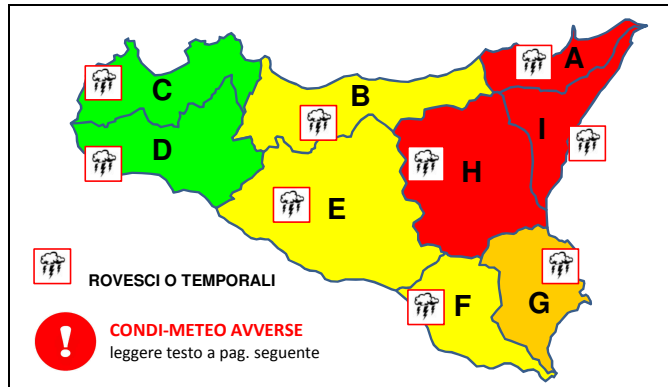 A
C
B
I
D
H
E
ROVESCI O TEMPORALI
F
G
! CONDI-METEO AVVERSE
leggere testo a pag. seguente